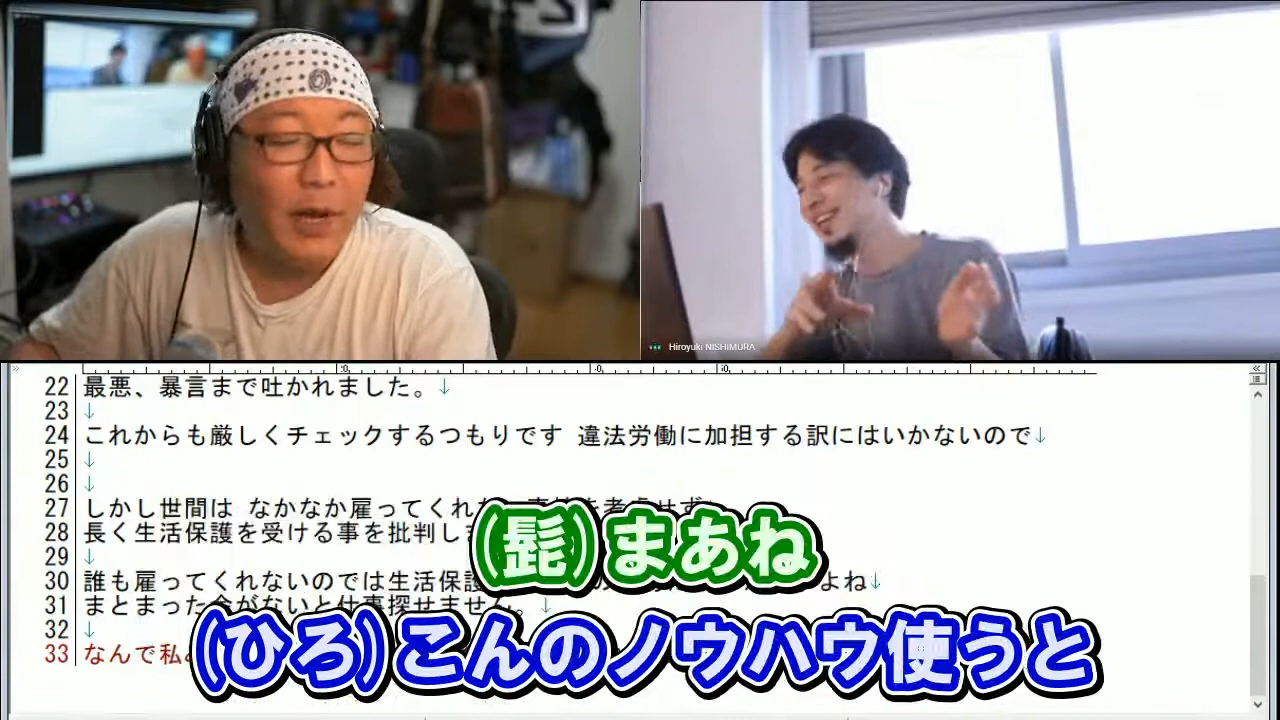 Hiroyuki NISHIMURA
22 最悪、暴言まで吐かれました。↓
23 ↓
24 これからも厳しくチェックするつもりです 違法労働に加担する訳にはいかないので↓
25 ↓
26 ↓
27 しかし世間は なかなか雇ってくれ
28 長く生活保護を受ける事を批判し
29 ↓
30 誰も雇ってくれないのでは生活保護 よね↓
31 まとまった金がないと仕事探せません。↓
32 ↓
33 なんで私
(髭)まあね
(ひろ)こんのノウハウ使うと